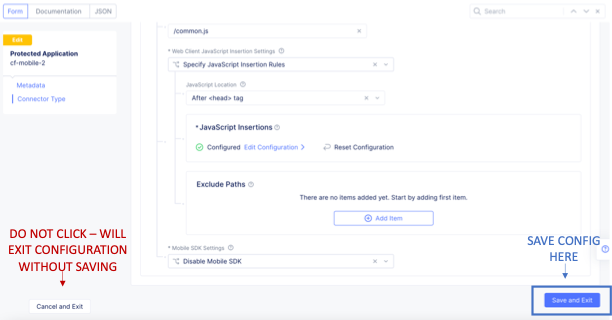 Form Documentation JSON
Search
Edit
Protected Application
cf-mobile-2
Metadata
Connector Type
/common.js
* Web Client JavaScript Insertion Settings
Specify JavaScript Insertion Rules
JavaScript Location
After <head> tag
* JavaScript Insertions
Configured Edit Configuration Reset Configuration
Exclude Paths
There are no items added yet. Start by adding first item.
Add Item
* Mobile SDK Settings
Disable Mobile SDK
DO NOT CLICK – WILL
EXIT CONFIGURATION
WITHOUT SAVING
SAVE CONFIG
HERE
Cancel and Exit
Save and Exit